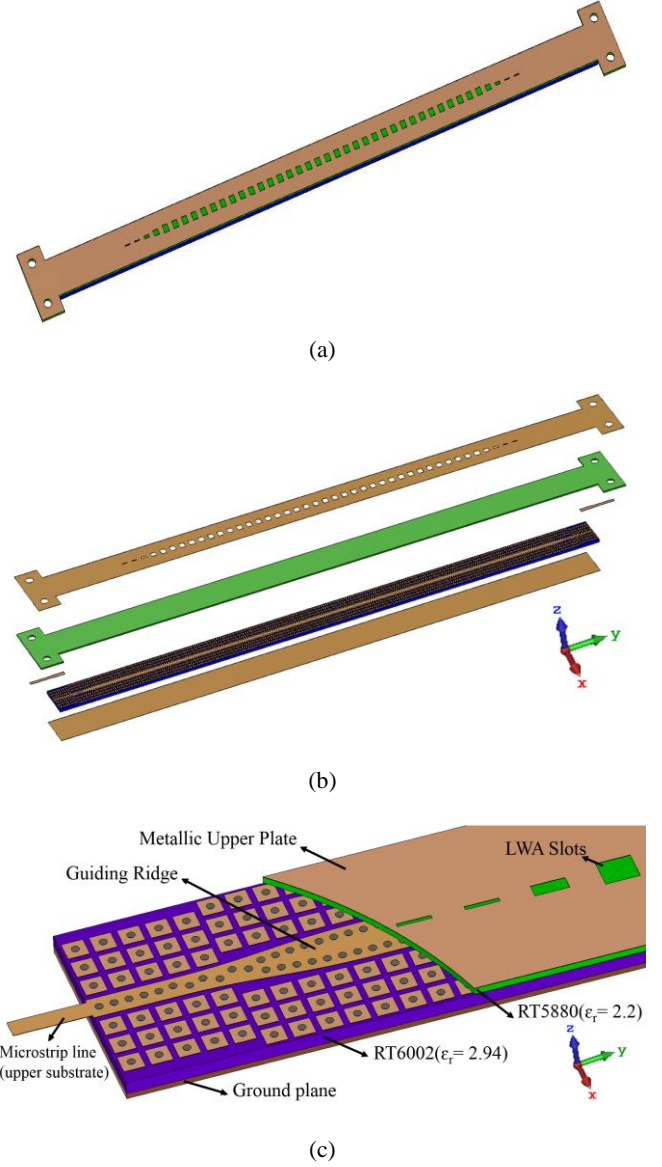 (a)
z
y
x
(b)
Metallic Upper Plate
LWA Slots
Guiding Ridge
RT5880(εr= 2.2)
Microstrip line
(upper substrate)
RT6002(εr= 2.94)
z
y
x
Ground plane
(c)